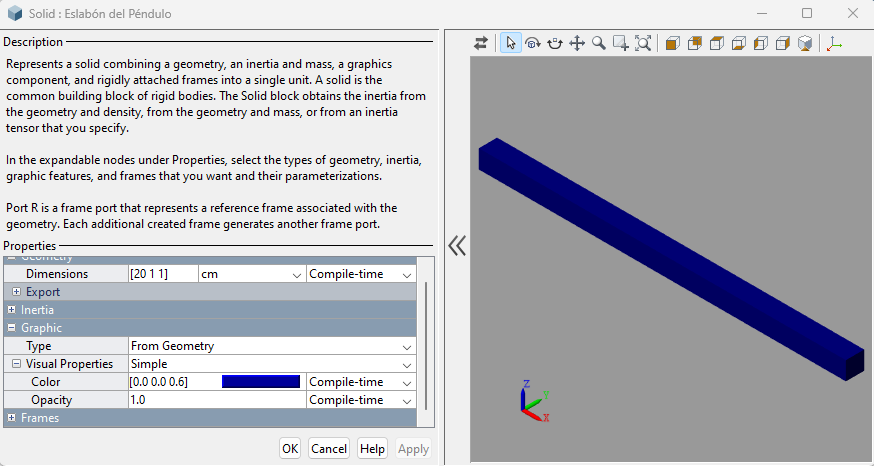 Solid : Eslabón del Péndulo
Description
Represents a solid combining a geometry, an inertia and mass, a graphics
component, and rigidly attached frames into a single unit. A solid is the
common building block of rigid bodies. The Solid block obtains the inertia from
the geometry and density, from the geometry and mass, or from an inertia
tensor that you specify.
In the expandable nodes under Properties, select the types of geometry, inertia,
graphic features, and frames that you want and their parameterizations.
Port R is a frame port that represents a reference frame associated with the
geometry. Each additional created frame generates another frame port.
Properties
Geometry
Dimensions [20 1 1] cm Compile-time
Export
Inertia
Graphic
Type From Geometry
Visual Properties Simple
Color [0.0 0.0 0.6] Compile-time
Opacity 1.0 Compile-time
Frames
OK Cancel Help Apply
Z
Y
X